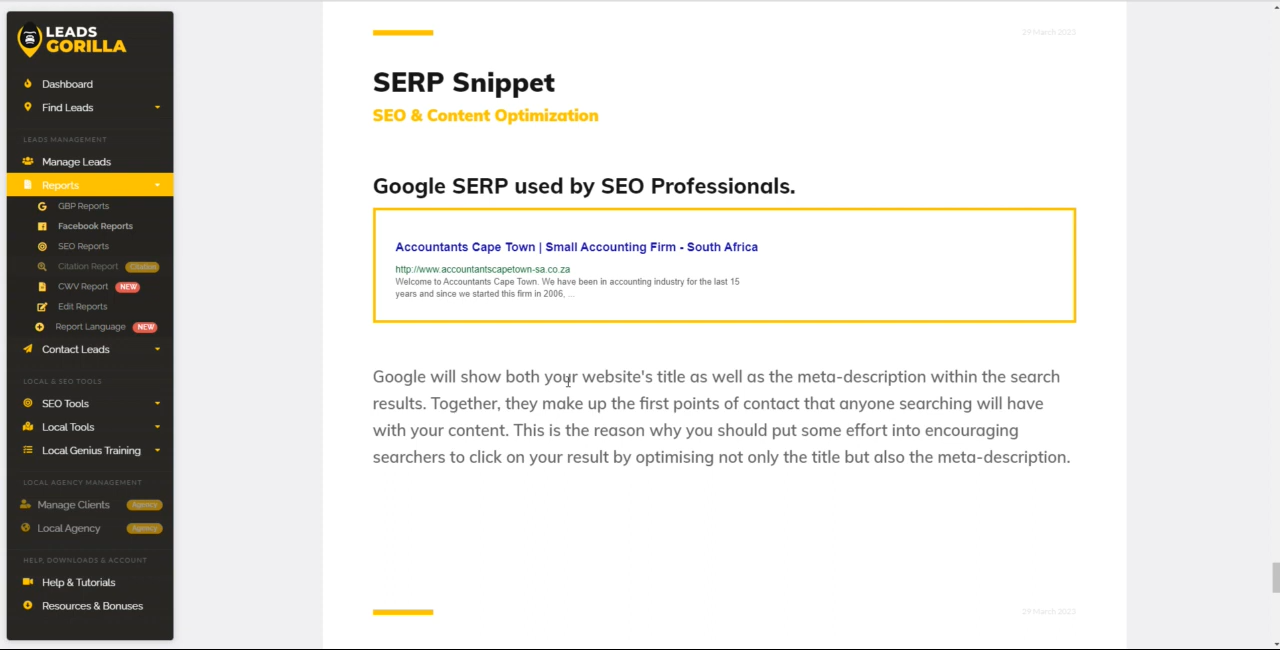 LEADS
GORILLA
Dashboard
Find Leads
LEADS MANAGEMENT
Manage Leads
Reports
GBP Reports
Facebook Reports
SEO Reports
Citation Report Citation
CWV Report NEW
Edit Reports
Report Language NEW
Contact Leads
LOCAL & SEO TOOLS
SEO Tools
Local Tools
Local Genius Training
LOCAL AGENCY MANAGEMENT
Manage Clients Agency
Local Agency Agency
HELP, DOWNLOADS & ACCOUNT
Help & Tutorials
Resources & Bonuses
29 March 2023
SERP Snippet
SEO & Content Optimization
Google SERP used by SEO Professionals.
Accountants Cape Town | Small Accounting Firm - South Africa
http://www.accountantscapetown-sa.co.za
Welcome to Accountants Cape Town. We have been in accounting industry for the last 15
years and since we started this firm in 2006, ...
Google will show both your website's title as well as the meta-description within the search
results. Together, they make up the first points of contact that anyone searching will have
with your content. This is the reason why you should put some effort into encouraging
searchers to click on your result by optimising not only the title but also the meta-description.
29 March 2023